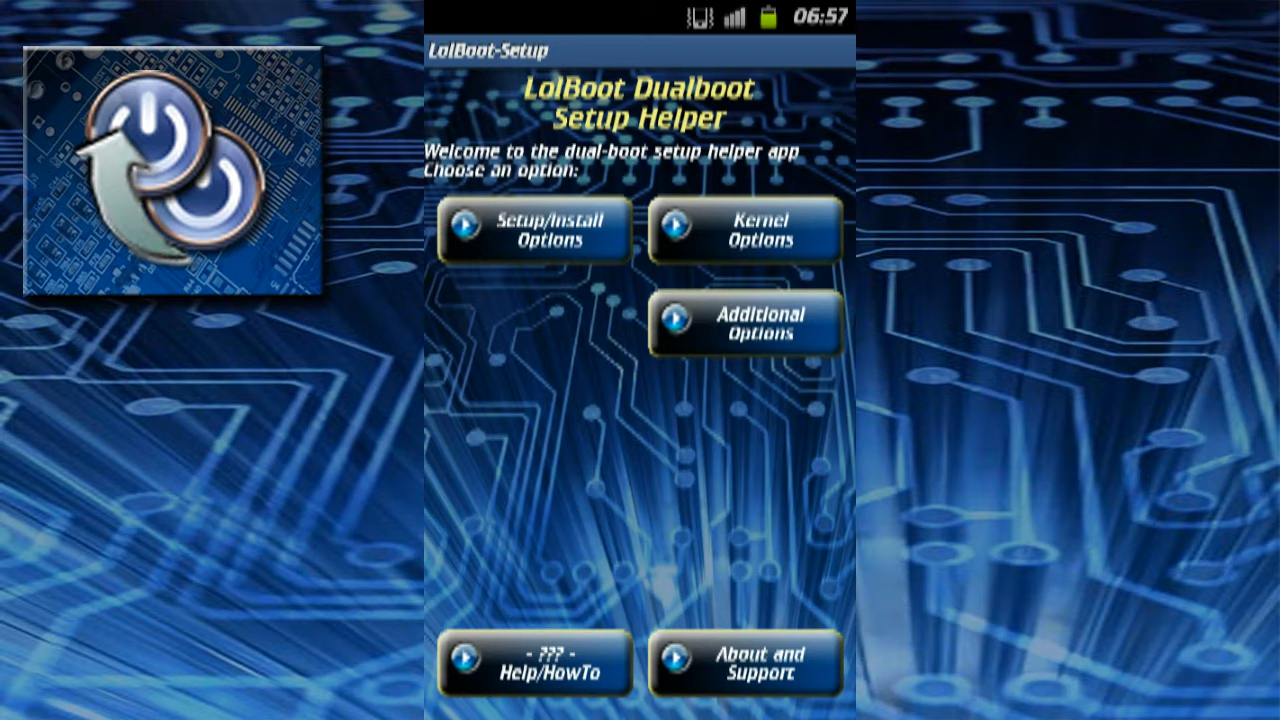 06:57
LolBoot-Setup
LolBoot Dualboot
Setup Helper
Welcome to the dual-boot setup helper app
Choose an option:
Setup/Install
Options
Kernel
Options
Additional
Options
- ??? -
Help/HowTo
About and
Support